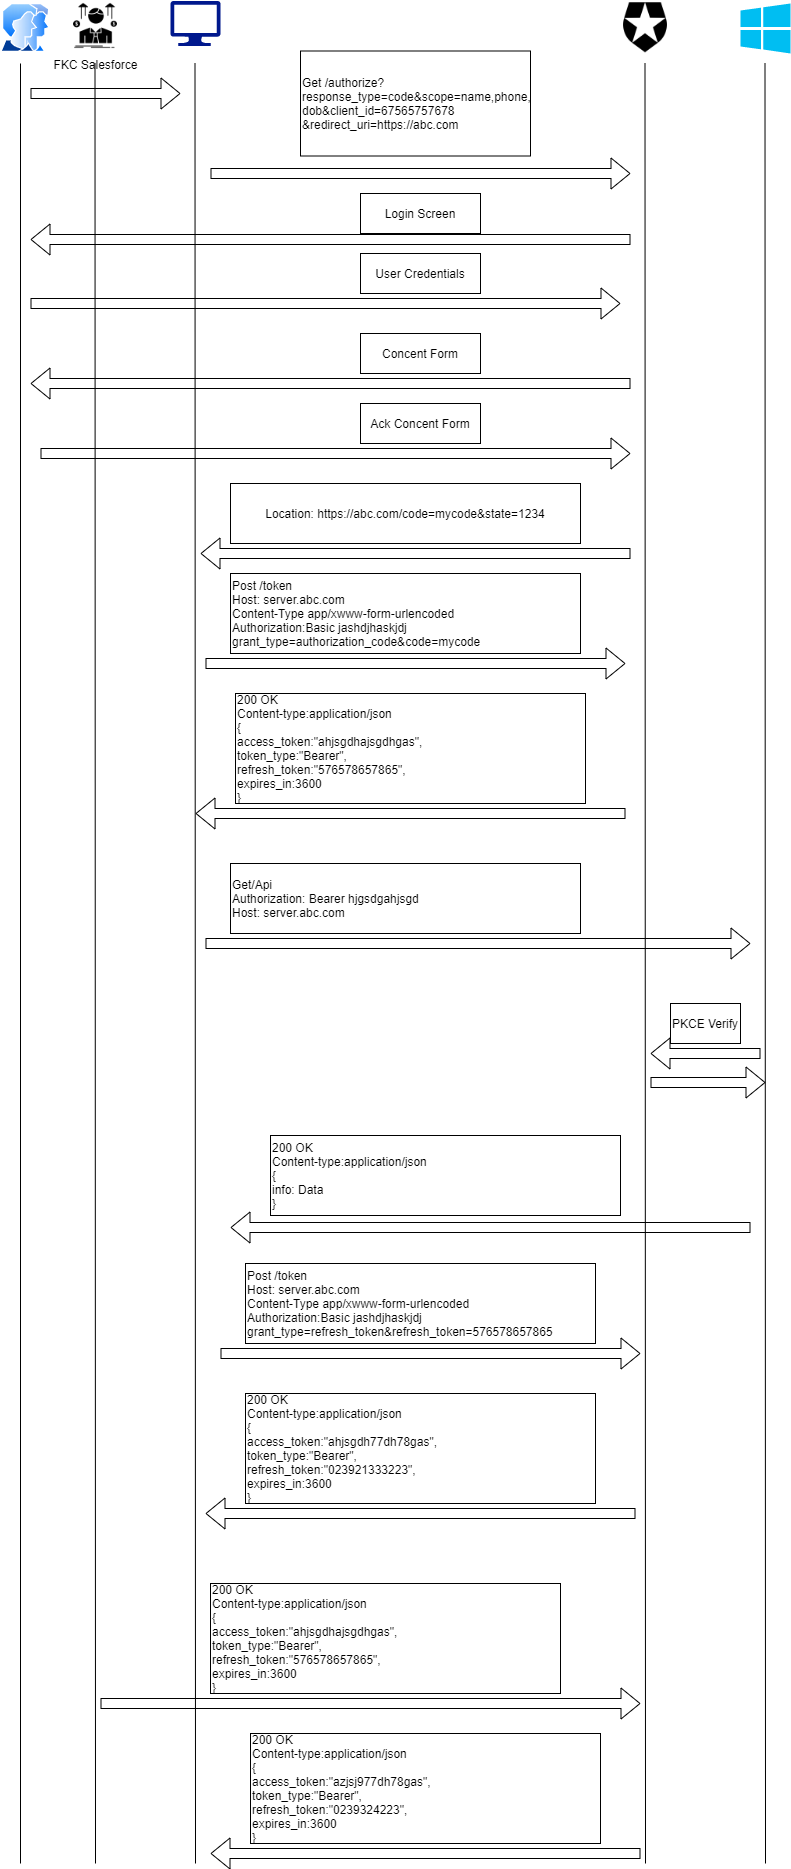 FKC Salesforce
Get /authorize?
response_type=code&scope=name,phone,
dob&client_id=67565757678
&redirect_uri=https://abc.com
Login Screen
User Credentials
Concent Form
Ack Concent Form
Location: https://abc.com/code=mycode&state=1234
Post /token
Host: server.abc.com
Content-Type app/xwww-form-urlencoded
Authorization:Basic jashdjhaskjdj
grant_type=authorization_code&code=mycode
200 OK
Content-type:application/json
{
access_token:"ahjsgdhajsgdhgas",
token_type:"Bearer",
refresh_token:"576578657865",
expires_in:3600
}
Get/Api
Authorization: Bearer hjgsdgahjsgd
Host: server.abc.com
PKCE Verify
200 OK
Content-type:application/json
{
info: Data
}
Post /token
Host: server.abc.com
Content-Type app/xwww-form-urlencoded
Authorization:Basic jashdjhaskjdj
grant_type=refresh_token&refresh_token=576578657865
200 OK
Content-type:application/json
{
access_token:"ahjsgdh77dh78gas",
token_type:"Bearer",
refresh_token:"023921333223",
expires_in:3600
}
200 OK
Content-type:application/json
{
access_token:"ahjsgdhajsgdhgas",
token_type:"Bearer",
refresh_token:"576578657865",
expires_in:3600
}
200 OK
Content-type:application/json
{
access_token:"azjsj977dh78gas",
token_type:"Bearer",
refresh_token:"0239324223",
expires_in:3600
}